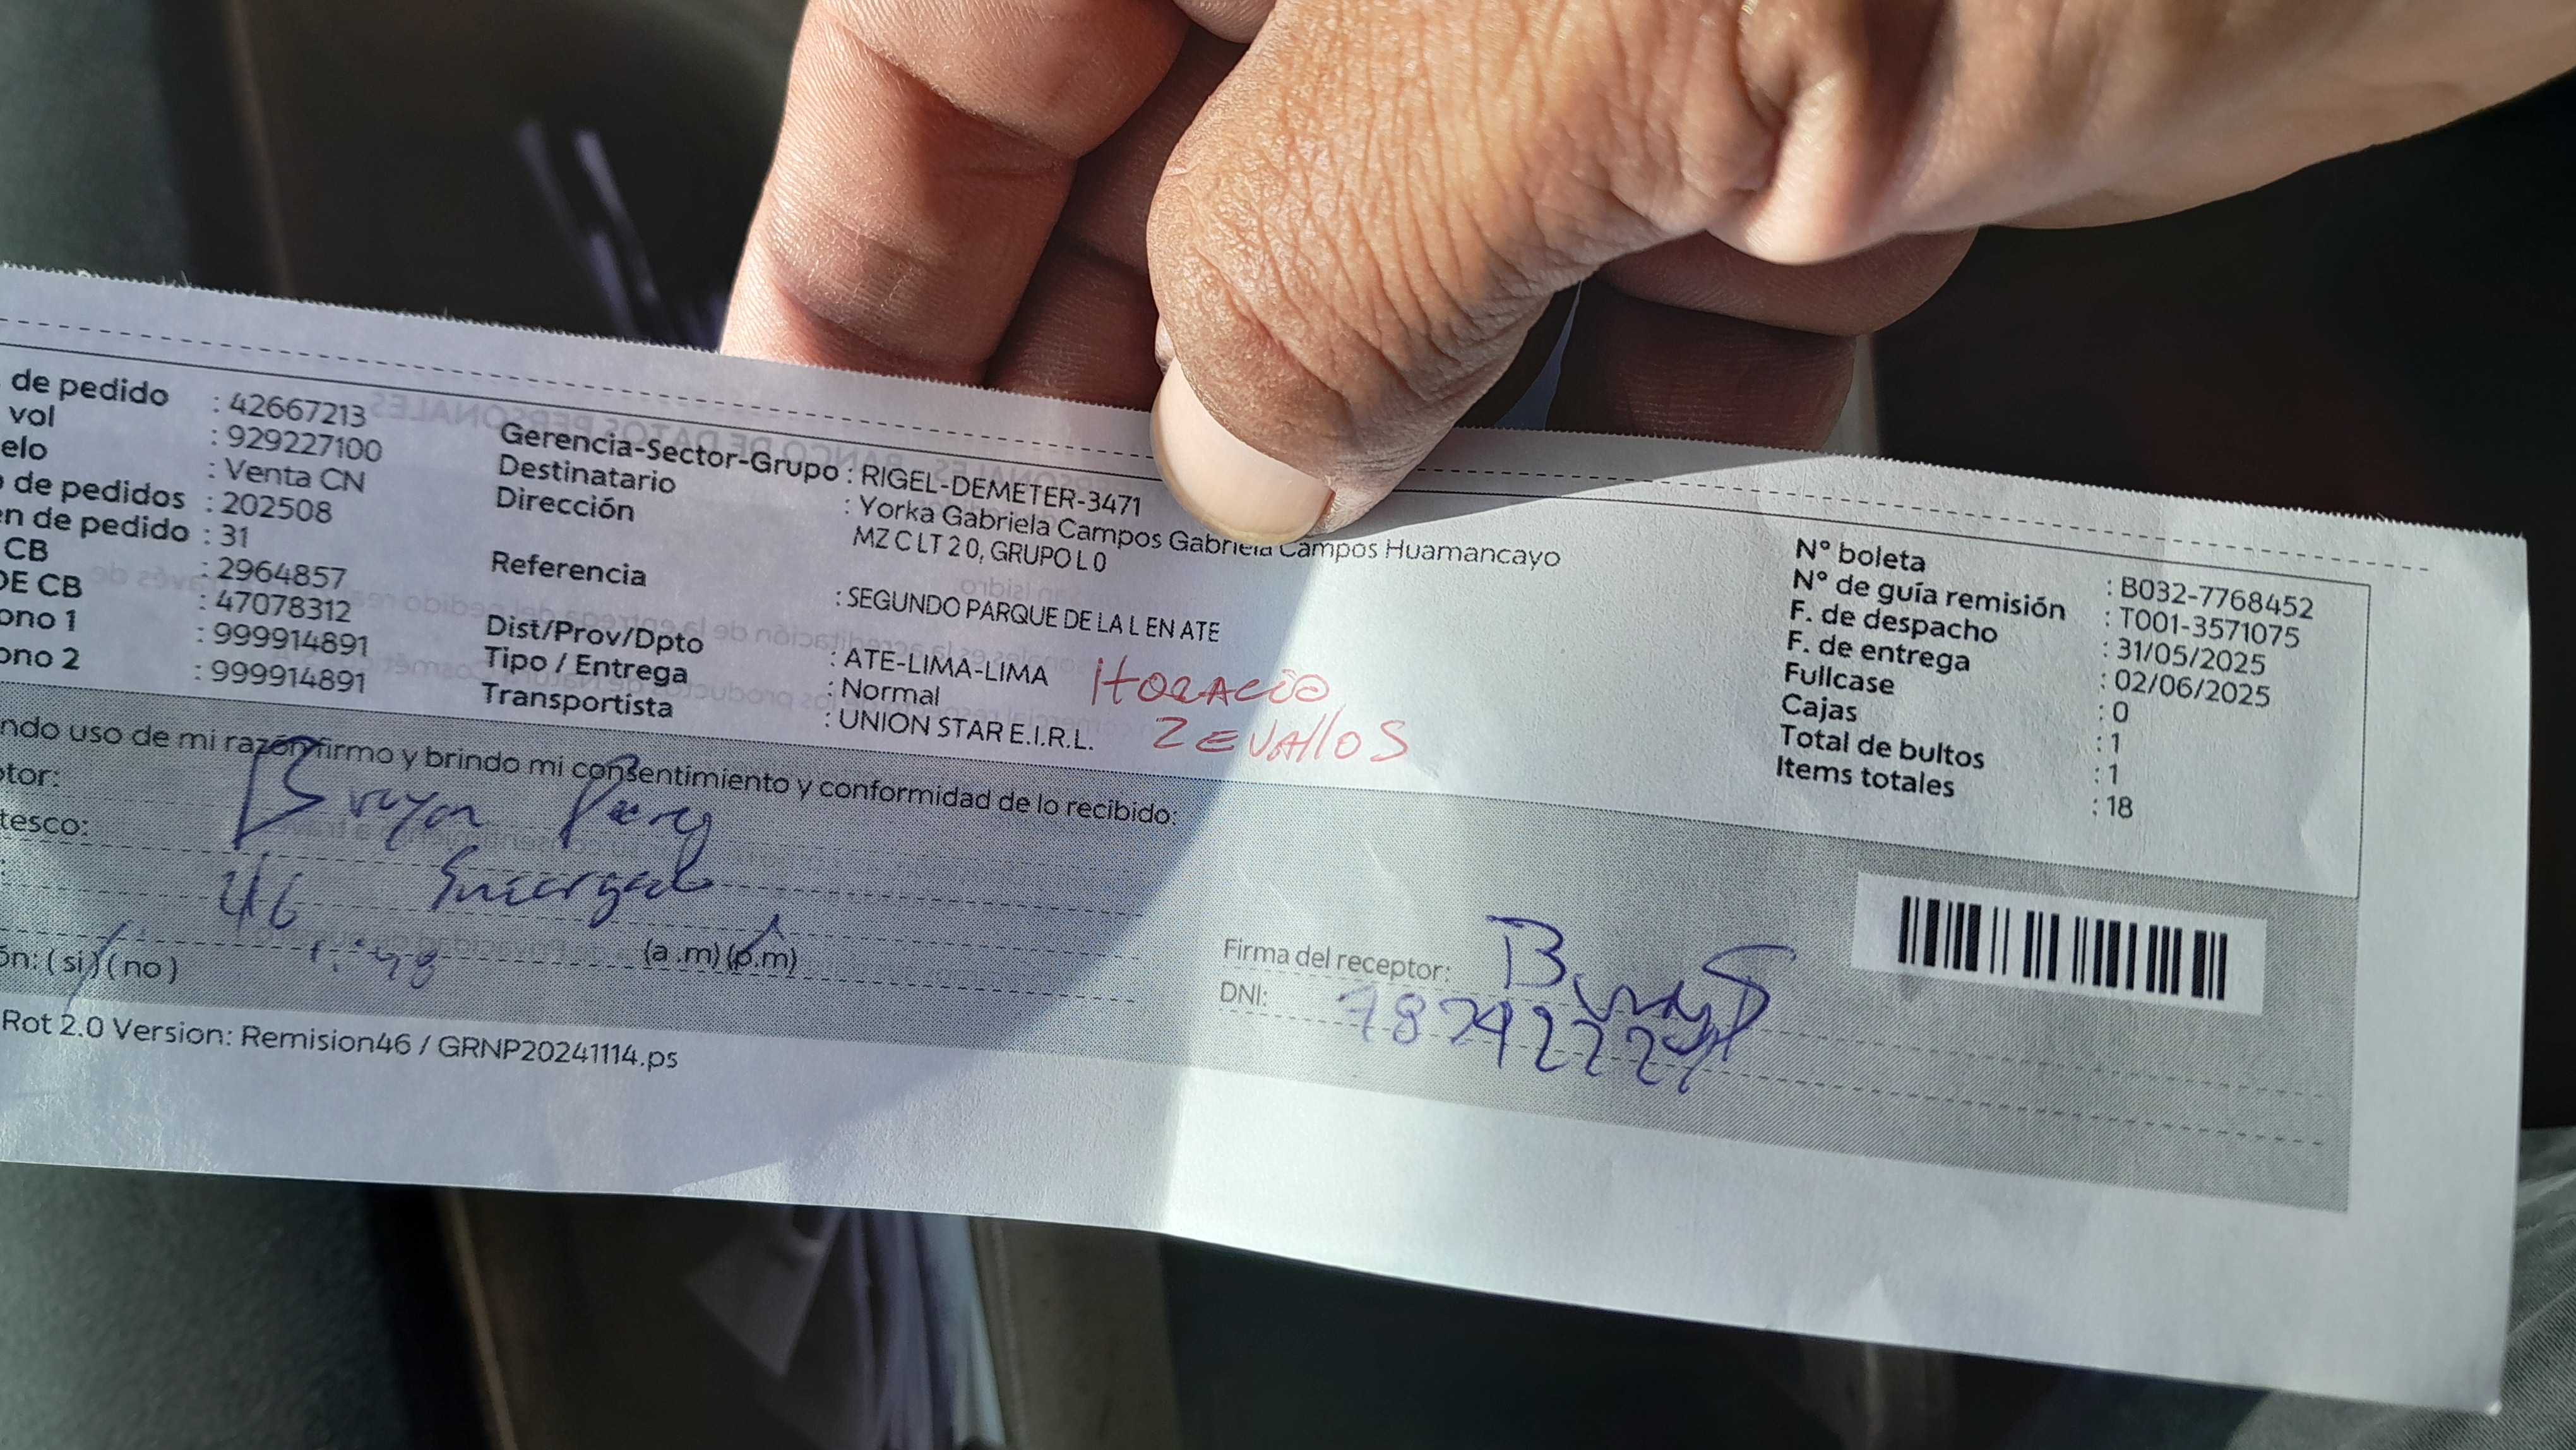 de pedido : 42667213
vol : 929227100
elo : Venta CN
de pedidos : 202508
en de pedido : 31
CB : 2964857
DE CB : 47078312
ono 1 : 999914891
ono 2 : 999914891
Gerencia-Sector-Grupo : RIGEL-DEMETER-3471
Destinatario : Yorka Gabriela Campos Gabriela Campos Huamancayo
Dirección MZ C LT 2 0, GRUPO L 0
Referencia : SEGUNDO PARQUE DE LA L EN ATE
Dist/Prov/Dpto : ATE-LIMA-LIMA
Tipo / Entrega : Normal
Transportista : UNION STAR E.I.R.L.
HORACIO
ZEVALLOS
N° boleta : B032-7768452
N° de guía remisión : T001-3571075
F. de despacho : 31/05/2025
F. de entrega : 02/06/2025
Fullcase : 0
Cajas : 1
Total de bultos : 1
Items totales : 18
ndo uso de mi razón firmo y brindo mi consentimiento y conformidad de lo recibido:
tor: Bryan
tesco: Encargado
(a.m) (p.m)
ón: ( si ) ( no )
Firma del receptor:
DNI:
Rot 2.0 Version: Remision46 / GRNP20241114.ps